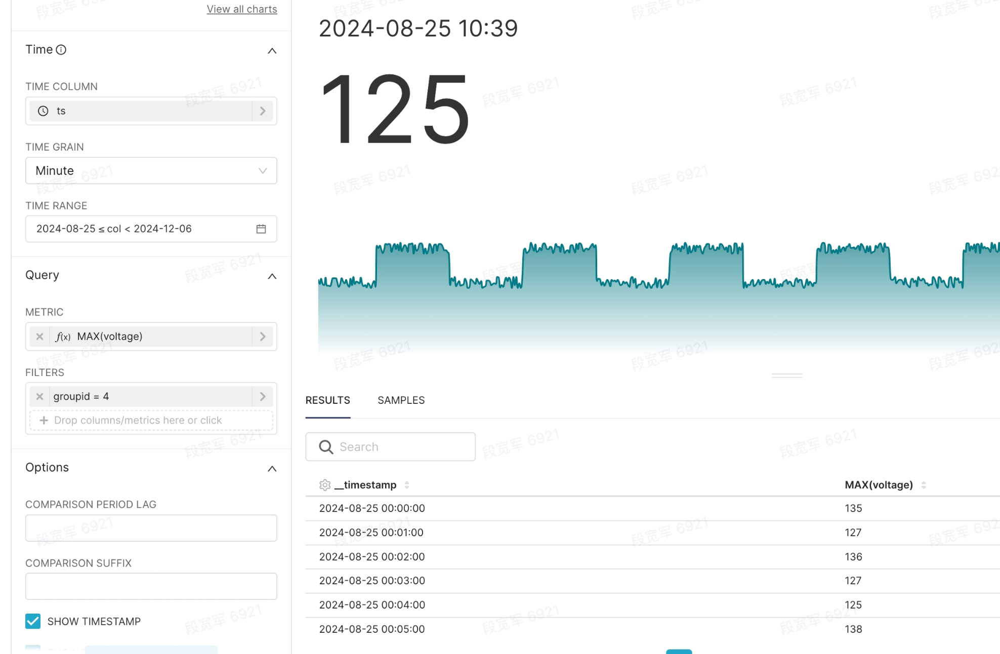 View all charts
Time
TIME COLUMN
ts
TIME GRAIN
Minute
TIME RANGE
2024-08-25 ≤ col < 2024-12-06
Query
METRIC
f(x) MAX(voltage)
FILTERS
groupid = 4
Drop columns/metrics here or click
Options
COMPARISON PERIOD LAG
COMPARISON SUFFIX
SHOW TIMESTAMP
2024-08-25 10:39
125
RESULTS SAMPLES
Search
__timestamp MAX(voltage)
2024-08-25 00:00:00 135
2024-08-25 00:01:00 127
2024-08-25 00:02:00 136
2024-08-25 00:03:00 127
2024-08-25 00:04:00 125
2024-08-25 00:05:00 138
段宽军 6921